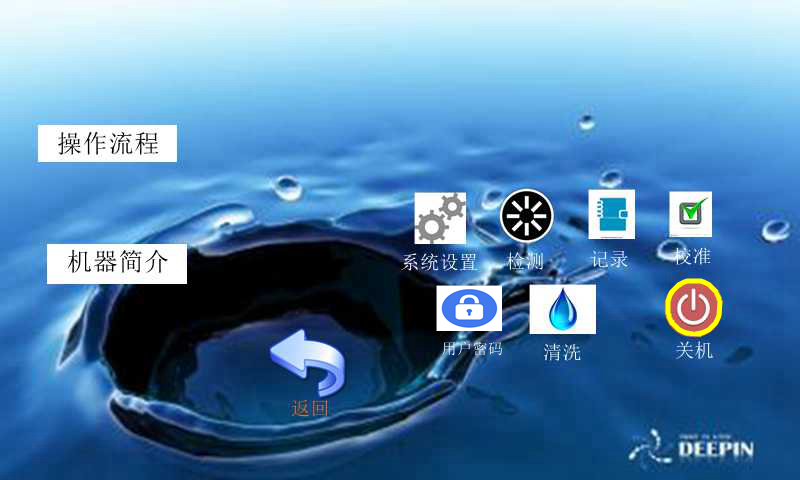 操作流程
机器简介
系统设置
检测
记录
校准
用户密码
清洗
关机
返回
DEEPIN